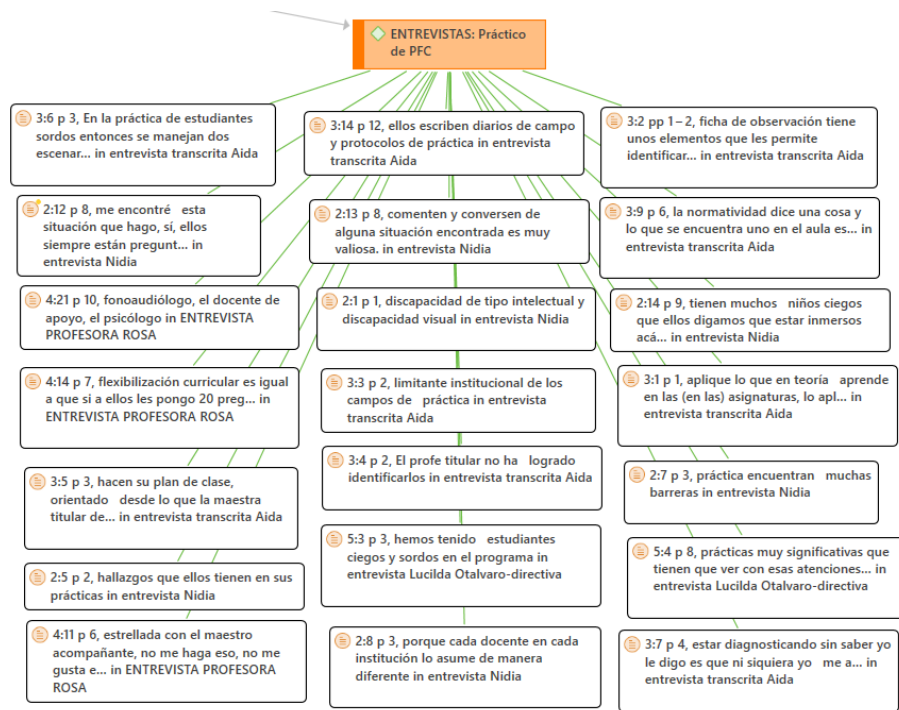 ENTREVISTAS: Práctico
de PFC
3:6 p 3, En la práctica de estudiantes
sordos entonces se manejan dos
escenar... in entrevista transcrita Aida
3:14 p 12, ellos escriben diarios de campo
y protocolos de práctica in entrevista
transcrita Aida
3:2 pp 1 – 2, ficha de observación tiene
unos elementos que les permite
identificar... in entrevista transcrita Aida
2:12 p 8, me encontré esta
situación que hago, sí, ellos
siempre están pregunt... in
entrevista Nidia
2:13 p 8, comenten y conversen de
alguna situación encontrada es muy
valiosa. in entrevista Nidia
3:9 p 6, la normatividad dice una cosa y
lo que se encuentra uno en el aula es... in
entrevista transcrita Aida
4:21 p 10, fonoaudiólogo, el docente de
apoyo, el psicólogo in ENTREVISTA
PROFESORA ROSA
2:1 p 1, discapacidad de tipo intelectual y
discapacidad visual in entrevista Nidia
2:14 p 9, tienen muchos niños ciegos
que ellos digamos que estar inmersos
acá... in entrevista Nidia
4:14 p 7, flexibilización curricular es igual
a que si a ellos les pongo 20 preg... in
ENTREVISTA PROFESORA ROSA
3:3 p 2, limitante institucional de los
campos de práctica in entrevista
transcrita Aida
3:1 p 1, aplique lo que en teoría aprende
en las (en las) asignaturas, lo apl... in
entrevista transcrita Aida
3:4 p 2, El profe titular no ha logrado
identificarlos in entrevista transcrita Aida
3:5 p 3, hacen su plan de clase,
orientado desde lo que la maestra
titular de... in entrevista transcrita Aida
2:7 p 3, práctica encuentran muchas
barreras in entrevista Nidia
5:3 p 3, hemos tenido estudiantes
ciegos y sordos en el programa in
entrevista Lucilda Otalvaro-directiva
5:4 p 8, prácticas muy significativas que
tienen que ver con esas atenciones... in
entrevista Lucilda Otalvaro-directiva
2:5 p 2, hallazgos que ellos tienen en sus
prácticas in entrevista Nidia
4:11 p 6, estrellada con el maestro
acompañante, no me haga eso, no me
gusta e... in ENTREVISTA PROFESORA
ROSA
2:8 p 3, porque cada docente en cada
institución lo asume de manera
diferente in entrevista Nidia
3:7 p 4, estar diagnosticando sin saber yo
le digo es que ni siquiera yo me a... in
entrevista transcrita Aida